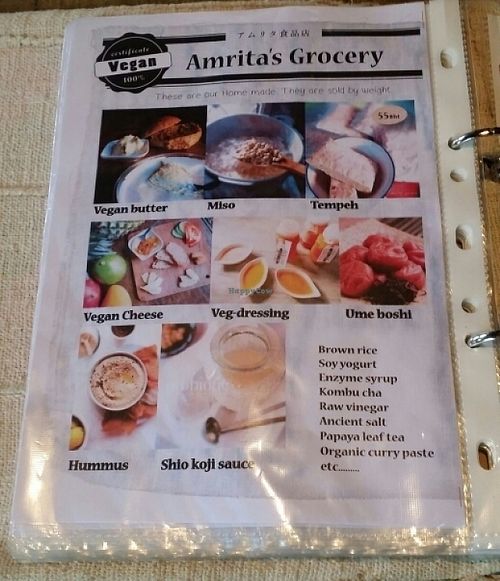 アムリタ食品店
certificate
Vegan
100%
Amrita's Grocery
These are our Home made. They are sold by weight.
Vegan butter
Miso
Tempeh
Vegan Cheese
Veg-dressing
Ume boshi
HappyCow
Hummus
Shio koji sauce
Brown rice
Soy yogurt
Enzyme syrup
Kombu cha
Raw vinegar
Ancient salt
Papaya leaf tea
Organic curry paste
etc.........